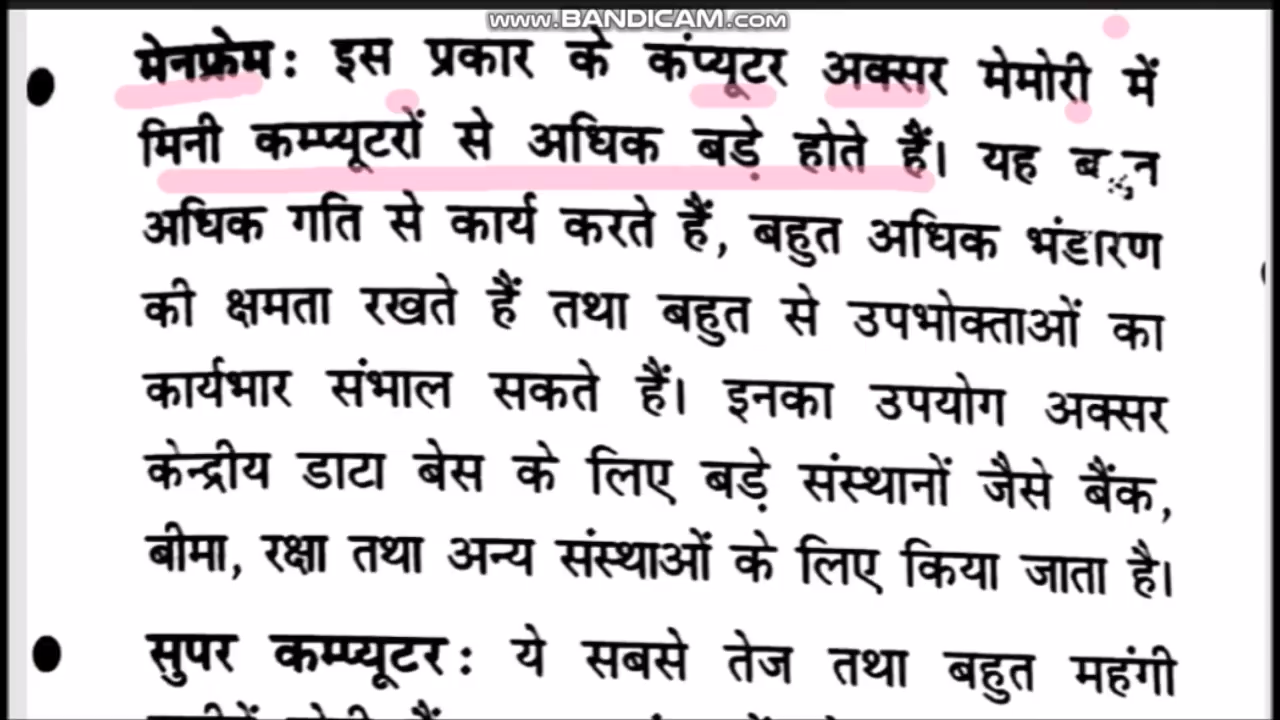 www.BANDICAM.com
मेनफ्रेम: इस प्रकार के कंप्यूटर अक्सर मेमोरी में
मिनी कम्प्यूटरों से अधिक बड़े होते हैं। यह
अधिक गति से कार्य करते हैं, बहुत अधिक भंडारण
की क्षमता रखते हैं तथा बहुत से उपभोक्ताओं का
कार्यभार संभाल सकते हैं। इनका उपयोग अक्सर
केन्द्रीय डाटा बेस के लिए बड़े संस्थानों जैसे बैंक,
बीमा, रक्षा तथा अन्य संस्थाओं के लिए किया जाता है।
सुपर कम्प्यूटर: ये सबसे तेज तथा बहुत महंगी